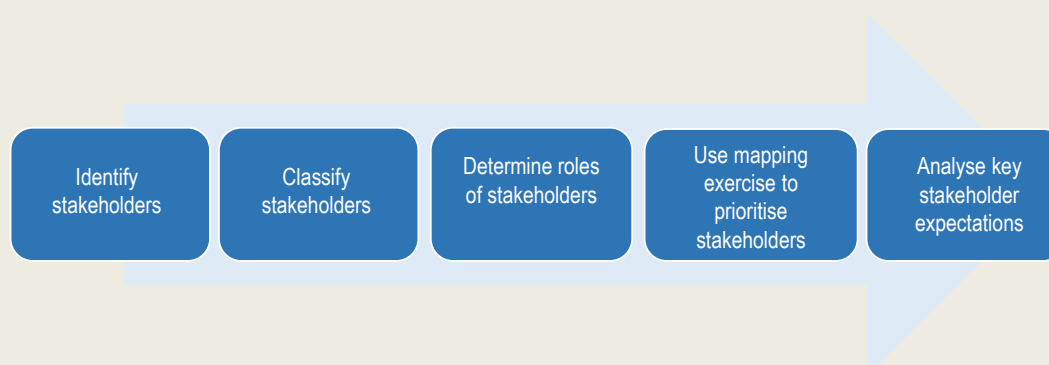 Identify
stakeholders
Classify
stakeholders
Determine roles
of stakeholders
Use mapping
exercise to
prioritise
stakeholders
Analyse key
stakeholder
expectations